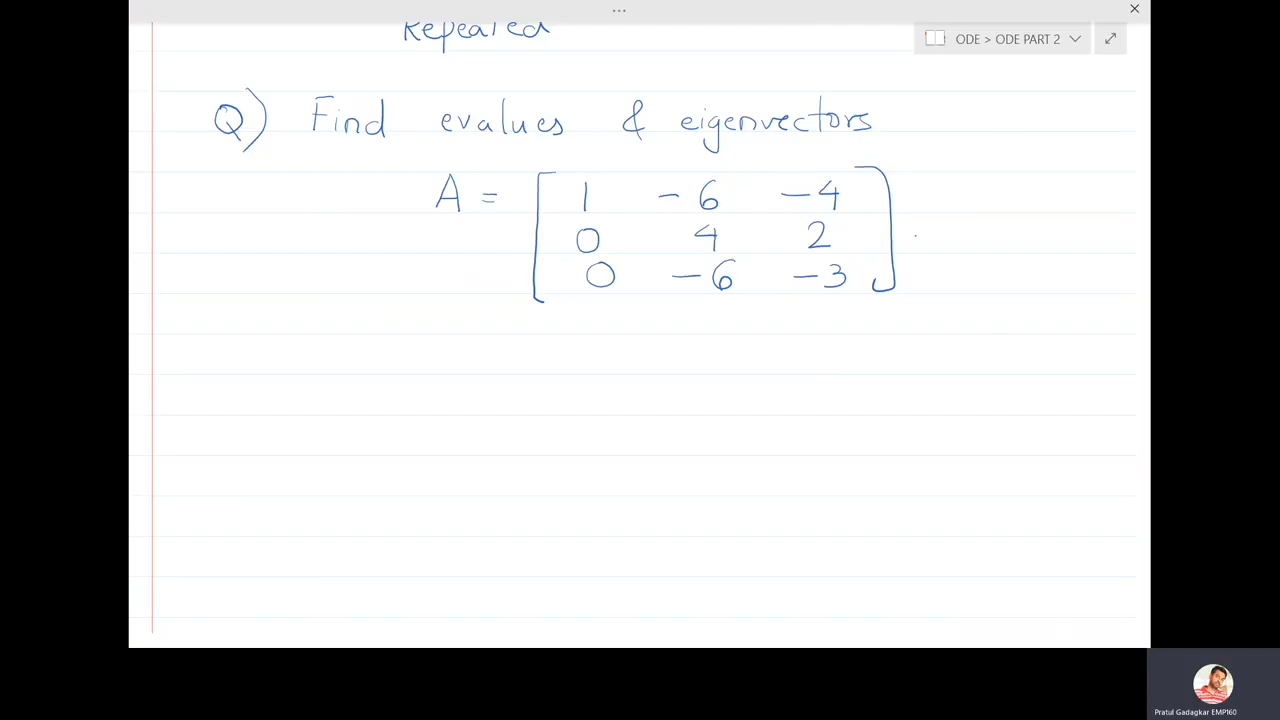 Repeated
ODE > ODE PART 2
Q) Find evalues & eigenvectors
A = [ 1 -6 -4
0 4 2
0 -6 -3 ]
Pratul Gadagkar EMP160